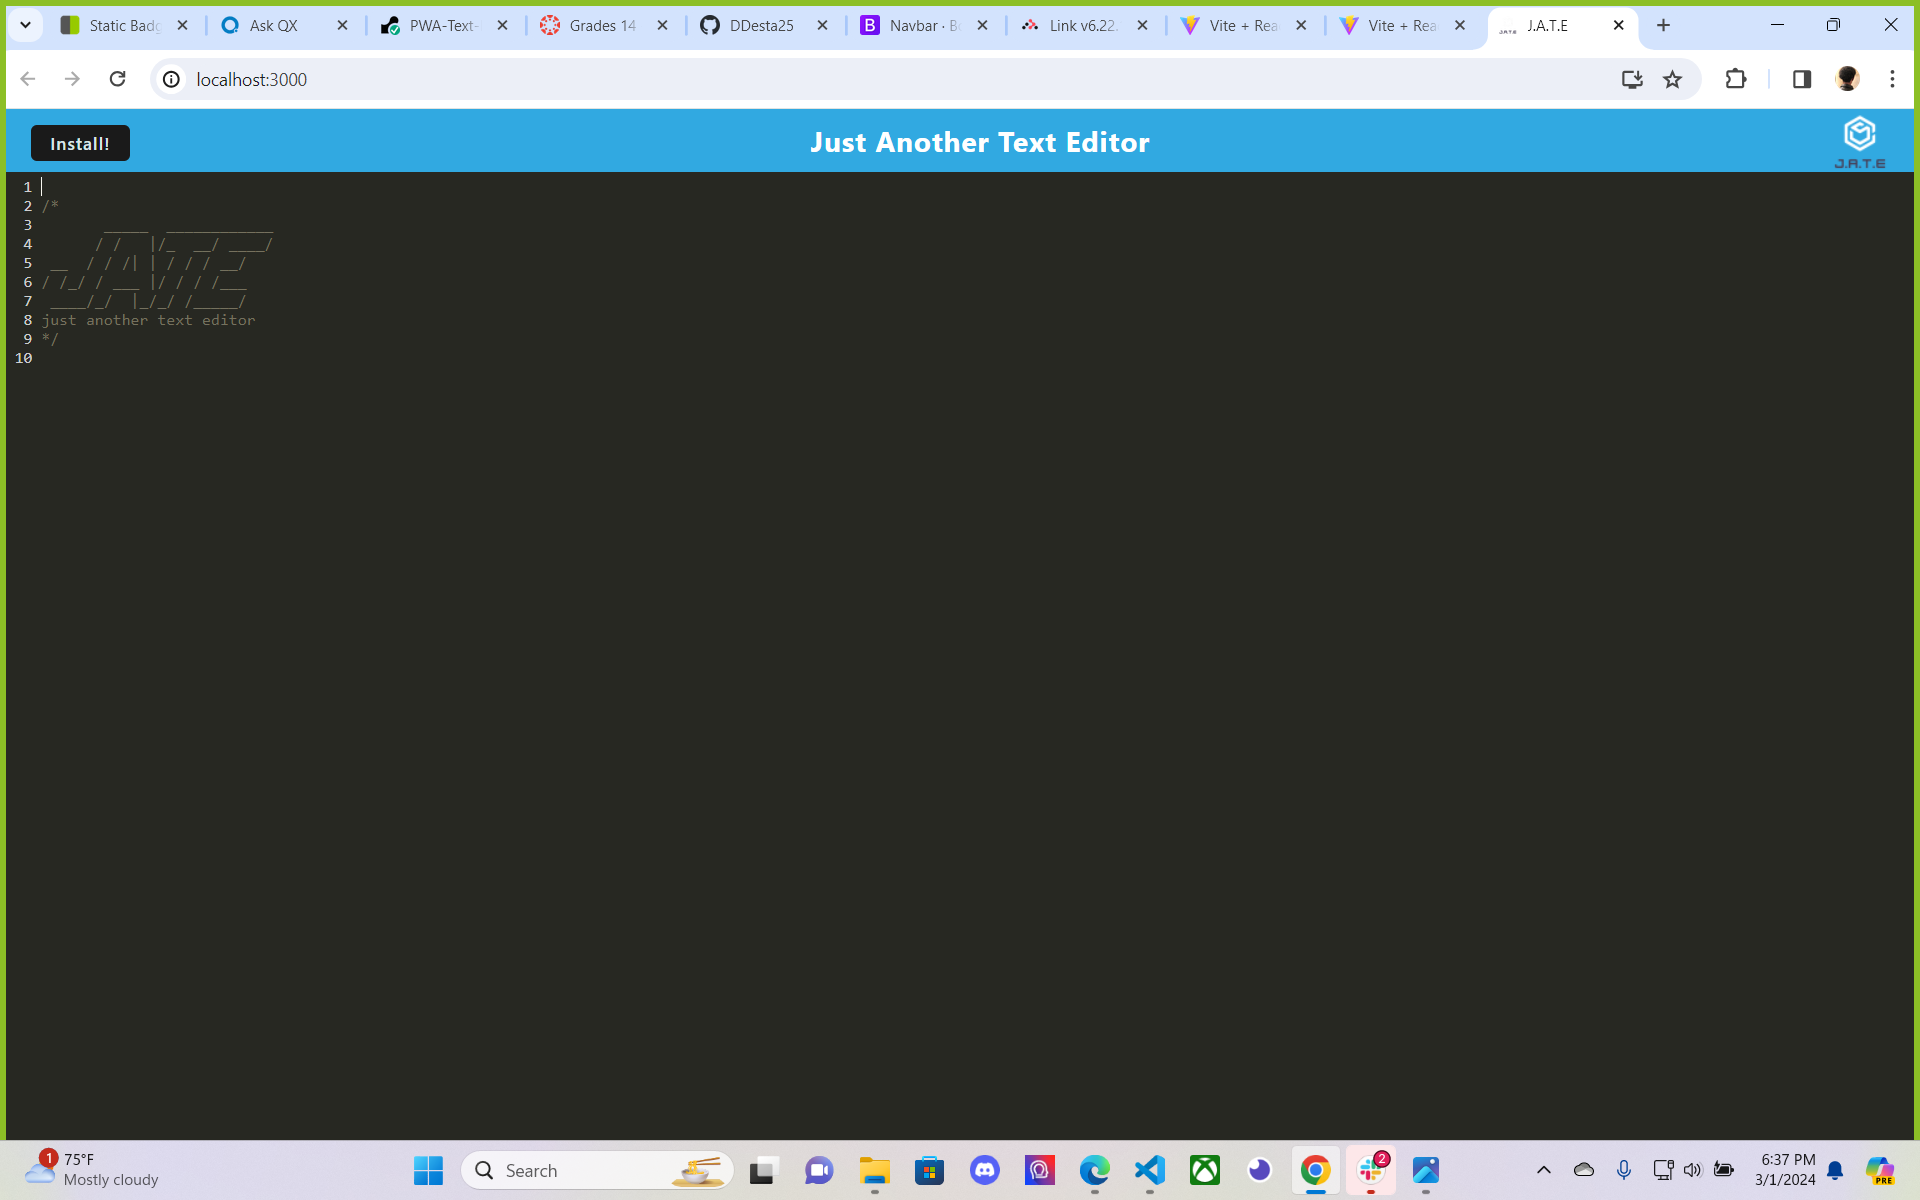 Static Badg
Ask QX
PWA-Text-
Grades 14
DDesta25
Navbar · Bo
Link v6.22.
Vite + Rea
Vite + Rea
J.A.T.E
localhost:3000
Install!
Just Another Text Editor
J.A.T.E
1
2 /*
3       _____  ____________
4      / /   |/_  __/ ____/
5  __  / / /| | / / / __/
6 / /_/ / ___ |/ / / /___
7  ____/_/  |_/_/ /_____/
8 just another text editor
9 */
10
1
75°F
Mostly cloudy
Search
2
6:37 PM
3/1/2024
PRE